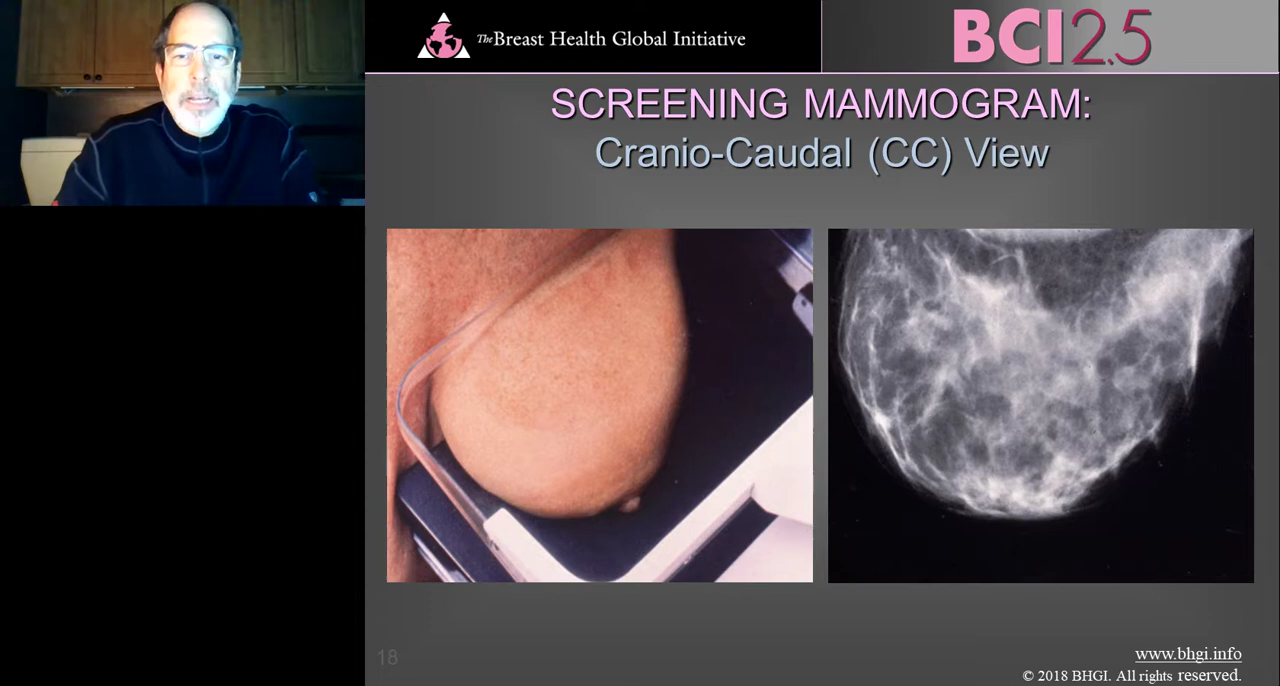 The Breast Health Global Initiative
BCI2.5
SCREENING MAMMOGRAM:
Cranio-Caudal (CC) View
18
www.bhgi.info
© 2018 BHGI. All rights reserved.